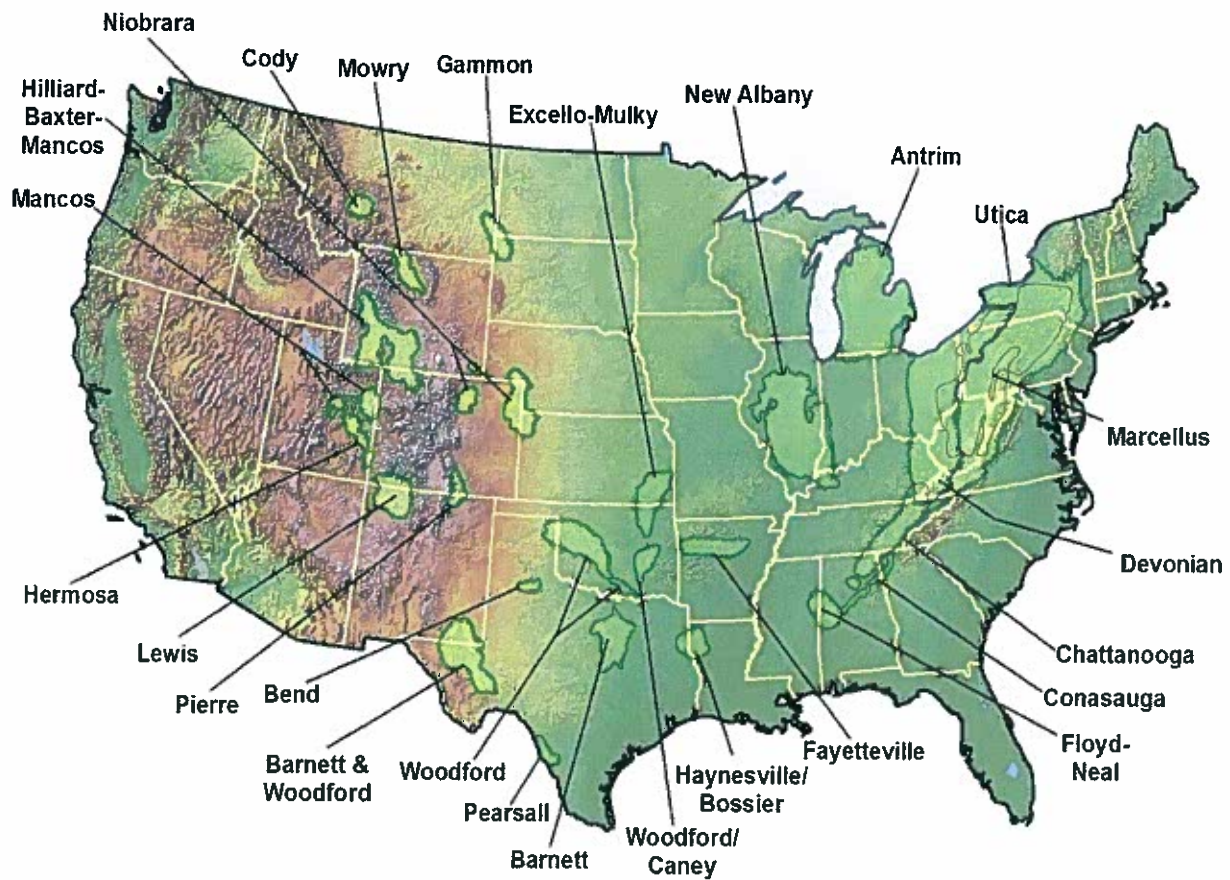 Niobrara
Cody
Mowry
Gammon
Hilliard-
Baxter-
Mancos
Excello-Mulky
New Albany
Antrim
Mancos
Utica
Marcellus
Devonian
Hermosa
Lewis
Pierre
Bend
Chattanooga
Conasauga
Barnett &
Woodford
Woodford
Pearsall
Barnett
Woodford/
Caney
Haynesville/
Bossier
Fayetteville
Floyd-
Neal